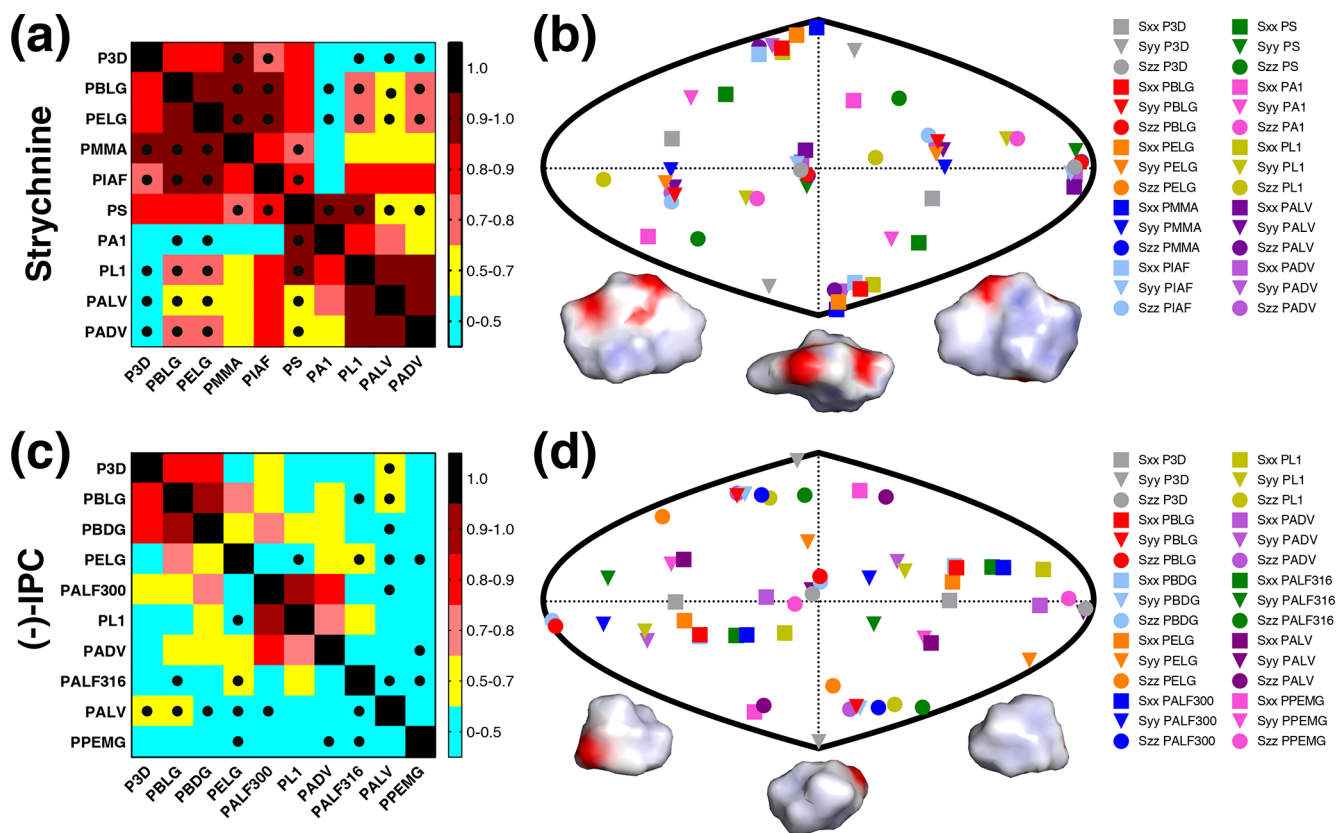 (a)
Strychnine
P3D
PBLG
PELG
PMMA
PIAF
PS
PA1
PL1
PALV
PADV
P3D
PBLG
PELG
PMMA
PIAF
PS
PA1
PL1
PALV
PADV
1.0
0.9-1.0
0.8-0.9
0.7-0.8
0.5-0.7
0-0.5
(b)
Sxx P3D
Syy P3D
Szz P3D
Sxx PBLG
Syy PBLG
Szz PBLG
Sxx PELG
Syy PELG
Szz PELG
Sxx PMMA
Syy PMMA
Szz PMMA
Sxx PIAF
Syy PIAF
Szz PIAF
Sxx PS
Syy PS
Szz PS
Sxx PA1
Syy PA1
Szz PA1
Sxx PL1
Syy PL1
Szz PL1
Sxx PALV
Syy PALV
Szz PALV
Sxx PADV
Syy PADV
Szz PADV
(c)
(-)-IPC
P3D
PBLG
PBDG
PELG
PALF300
PL1
PADV
PALF316
PALV
PPEMG
P3D
PBLG
PBDG
PELG
PALF300
PL1
PADV
PALF316
PALV
PPEMG
1.0
0.9-1.0
0.8-0.9
0.7-0.8
0.5-0.7
0-0.5
(d)
Sxx P3D
Syy P3D
Szz P3D
Sxx PBLG
Syy PBLG
Szz PBLG
Sxx PBDG
Syy PBDG
Szz PBDG
Sxx PELG
Syy PELG
Szz PELG
Sxx PALF300
Syy PALF300
Szz PALF300
Sxx PL1
Syy PL1
Szz PL1
Sxx PADV
Syy PADV
Szz PADV
Sxx PALF316
Syy PALF316
Szz PALF316
Sxx PALV
Syy PALV
Szz PALV
Sxx PPEMG
Syy PPEMG
Szz PPEMG